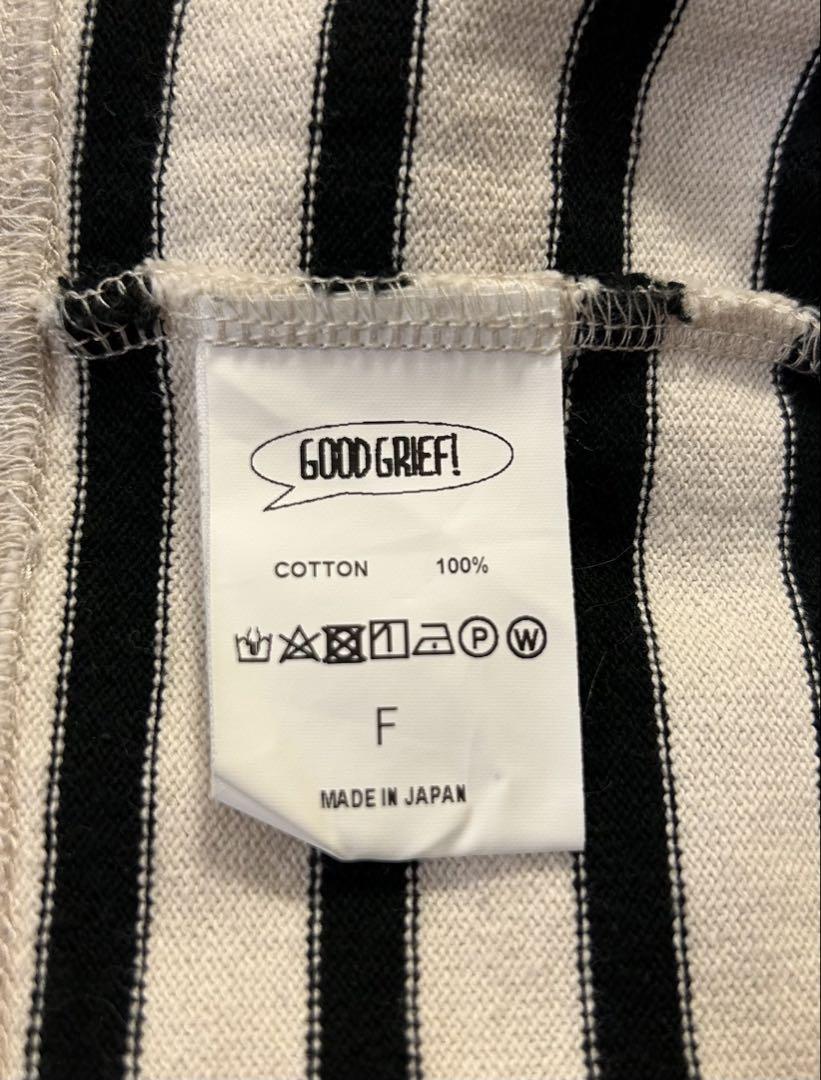 GOOD GRIEF!
COTTON 100%
P W
F
MADE IN JAPAN